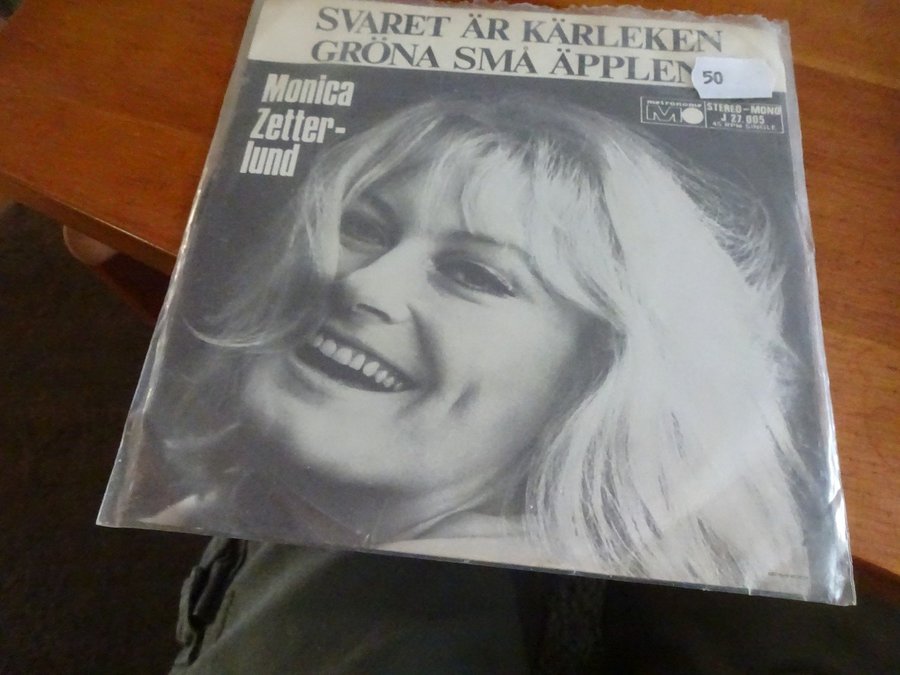 SVARET ÄR KÄRLEKEN
GRÖNA SMÅ ÄPPLEN
50
Monica
Zetter-
lund
metronome
STEREO-MONO
J 27.005
45 RPM SINGLE